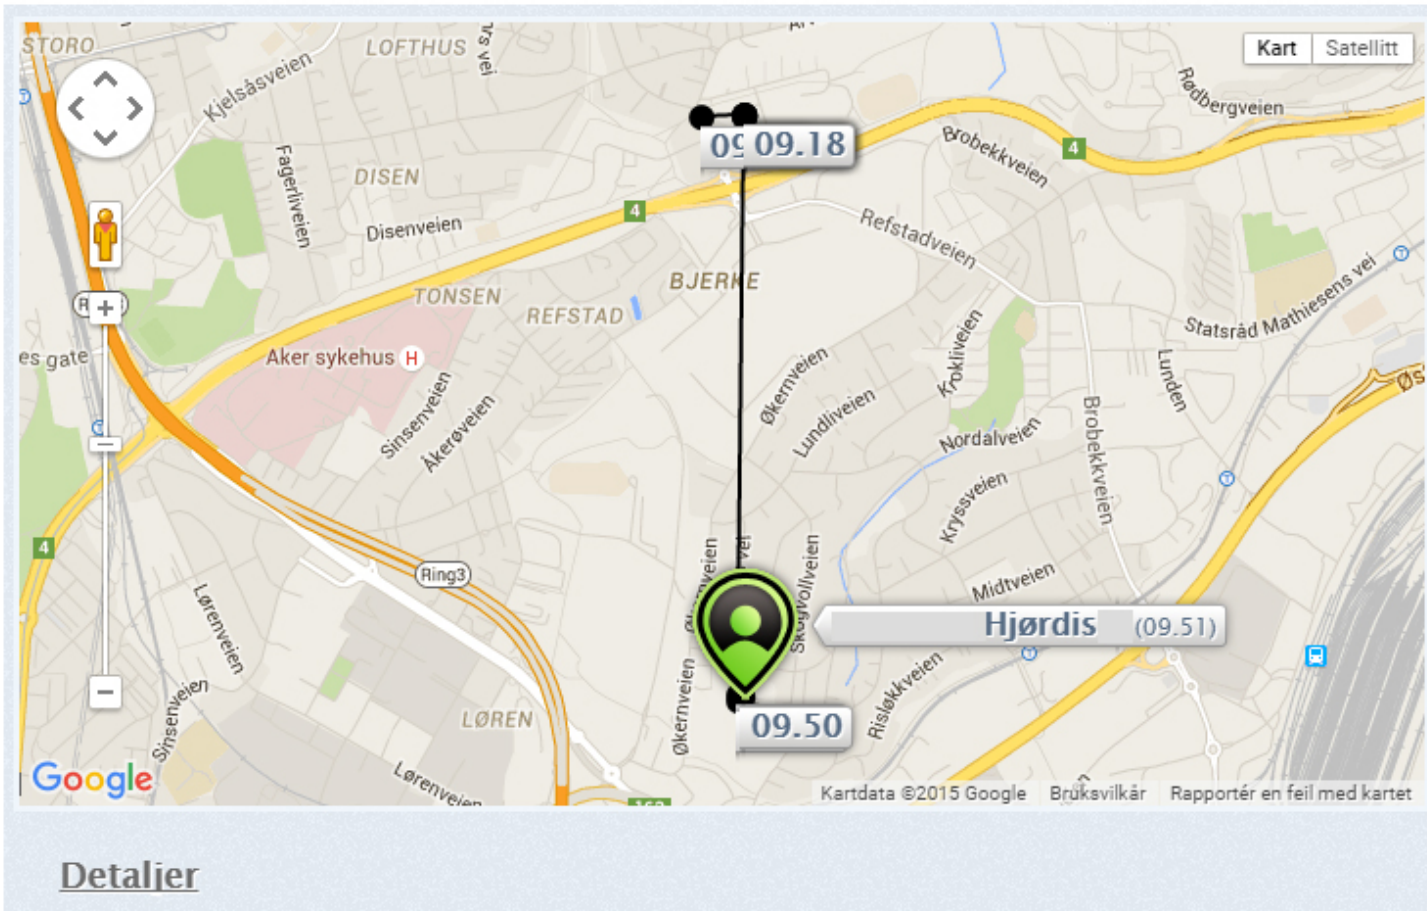 STORO
LOFTHUS
Kart
Satellitt
Kjelsåsveien
Rødbergveien
09.18
4
Brobekkveien
Fagerliveien
DISEN
4
Disenveien
Refstadveien
BJERKE
TONSEN
REFSTAD
Statsråd Mathiesens vei
es gate
Aker sykehus H
Økernveien
Krokliveien
Lunden
Sinsenveien
Åkerøveien
Lundliveien
Nordalveien
Brobekkveien
Kryssveien
4
Ring3
Skogvollveien
Midtveien
Lørenveien
Hjørdis (09.51)
Risløkkveien
Økernveien
Sinsenveien
LØREN
09.50
Google
Lørenveien
Kartdata ©2015 Google
Bruksvilkår
Rapportér en feil med kartet
Detaljer